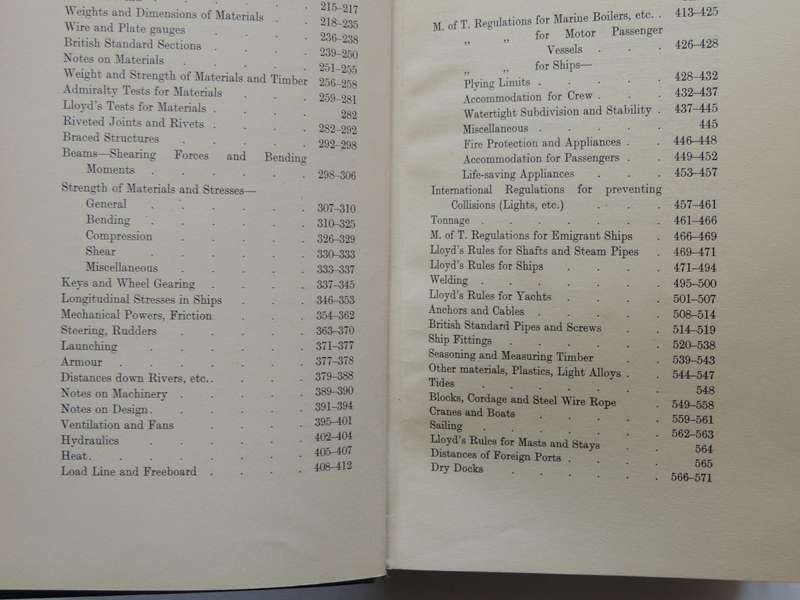 215–217
Weights and Dimensions of Materials . 218–235
Wire and Plate gauges . . . 236–238
British Standard Sections . . . 239–250
Notes on Materials . . . . 251–255
Weight and Strength of Materials and Timber 256–258
Admiralty Tests for Materials . . 259–281
Lloyd's Tests for Materials . . . 282
Riveted Joints and Rivets . . . . 282–292
Braced Structures . . . . 292–298
Beams—Shearing Forces and Bending
Moments . . . . . . 298–306
Strength of Materials and Stresses—
General . . . . . . 307–310
Bending . . . . . . 310–325
Compression . . . . . 326–329
Shear . . . . . . 330–333
Miscellaneous . . . . . 333–337
Keys and Wheel Gearing . . . . 337–345
Longitudinal Stresses in Ships . . . 346–353
Mechanical Powers, Friction . . . 354–362
Steering, Rudders . . . . . 363–370
Launching . . . . . . 371–377
Armour . . . . . . . 377–378
Distances down Rivers, etc. . . . . 379–388
Notes on Machinery . . . . . 389–390
Notes on Design . . . . . . 391–394
Ventilation and Fans . . . . 395–401
Hydraulics . . . . . . 402–404
Heat . . . . . . . . 405–407
Load Line and Freeboard . . . . 408–412
M. of T. Regulations for Marine Boilers, etc. . 413–425
„ „ for Motor Passenger
Vessels . . . 426–428
„ „ for Ships—
Plying Limits . . . . . 428–432
Accommodation for Crew . . . 432–437
Watertight Subdivision and Stability . 437–445
Miscellaneous . . . . . 445
Fire Protection and Appliances . . 446–448
Accommodation for Passengers . . 449–452
Life-saving Appliances . . . 453–457
International Regulations for preventing
Collisions (Lights, etc.) . . . 457–461
Tonnage . . . . . . . 461–466
M. of T. Regulations for Emigrant Ships . 466–469
Lloyd's Rules for Shafts and Steam Pipes . 469–471
Lloyd's Rules for Ships . . . . 471–494
Welding . . . . . . . 495–500
Lloyd's Rules for Yachts . . . . 501–507
Anchors and Cables . . . . . 508–514
British Standard Pipes and Screws . . 514–519
Ship Fittings . . . . . . 520–538
Seasoning and Measuring Timber . . 539–543
Other materials, Plastics, Light Alloys . . 544–547
Tides . . . . . . . 548
Blocks, Cordage and Steel Wire Rope . 549–558
Cranes and Boats . . . . . 559–561
Sailing . . . . . . . 562–563
Lloyd's Rules for Masts and Stays . . 564
Distances of Foreign Ports . . . . 565
Dry Docks . . . . . . 566–571